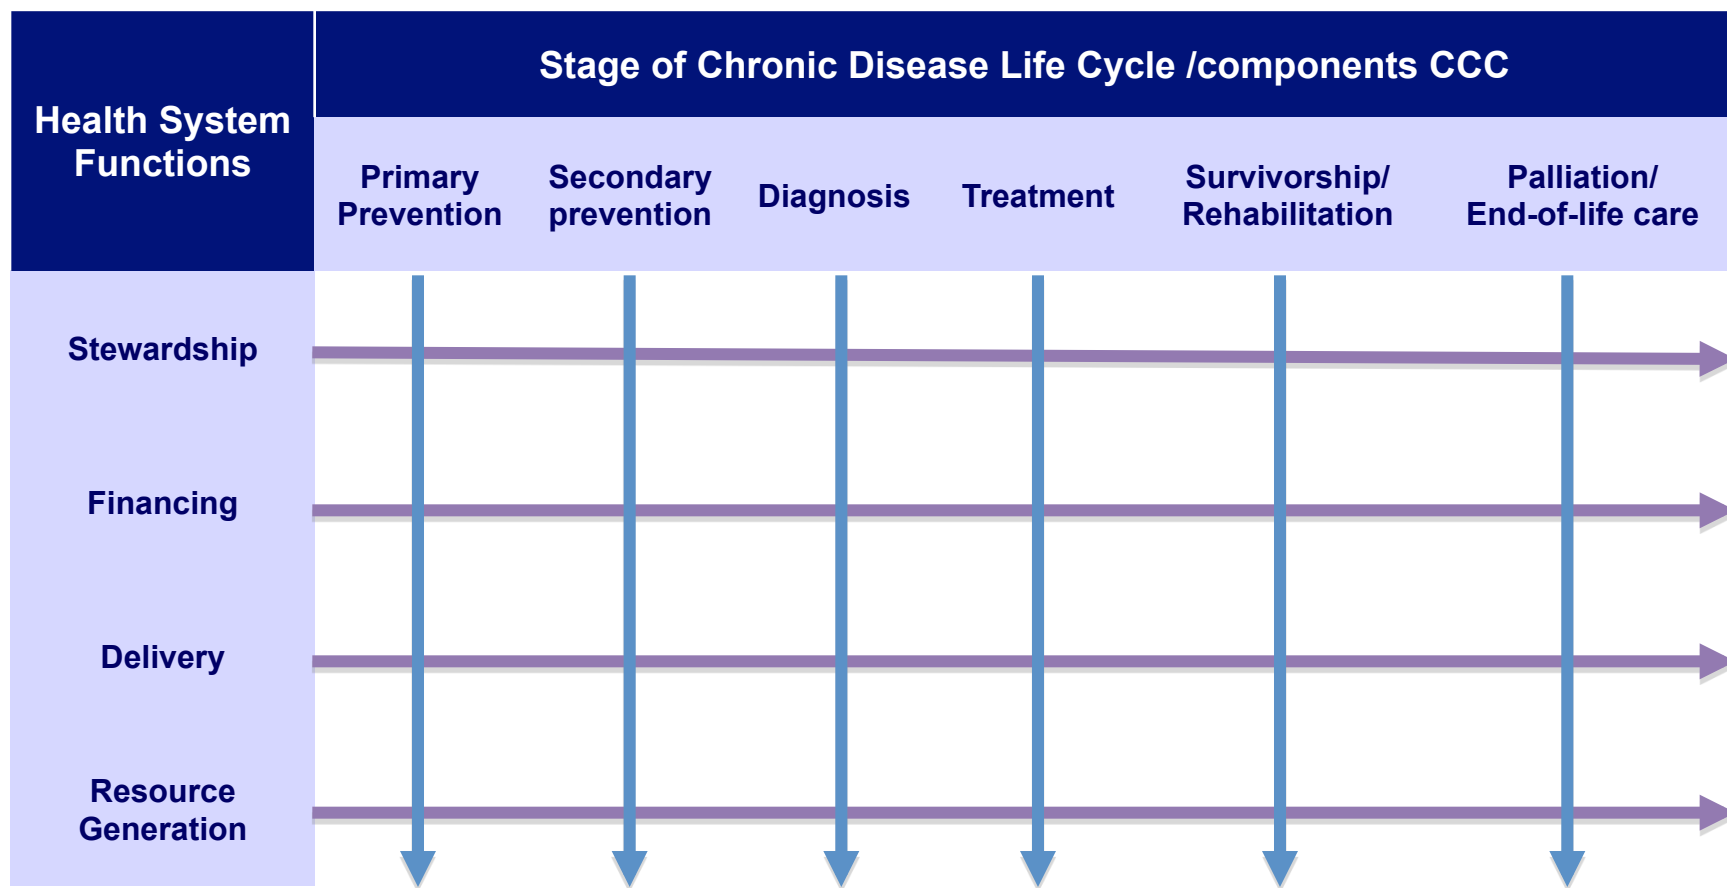 Health System
Functions
Stage of Chronic Disease Life Cycle /components CCC
Primary
Prevention
Secondary
prevention
Diagnosis
Treatment
Survivorship/
Rehabilitation
Palliation/
End-of-life care
Stewardship
Financing
Delivery
Resource
Generation